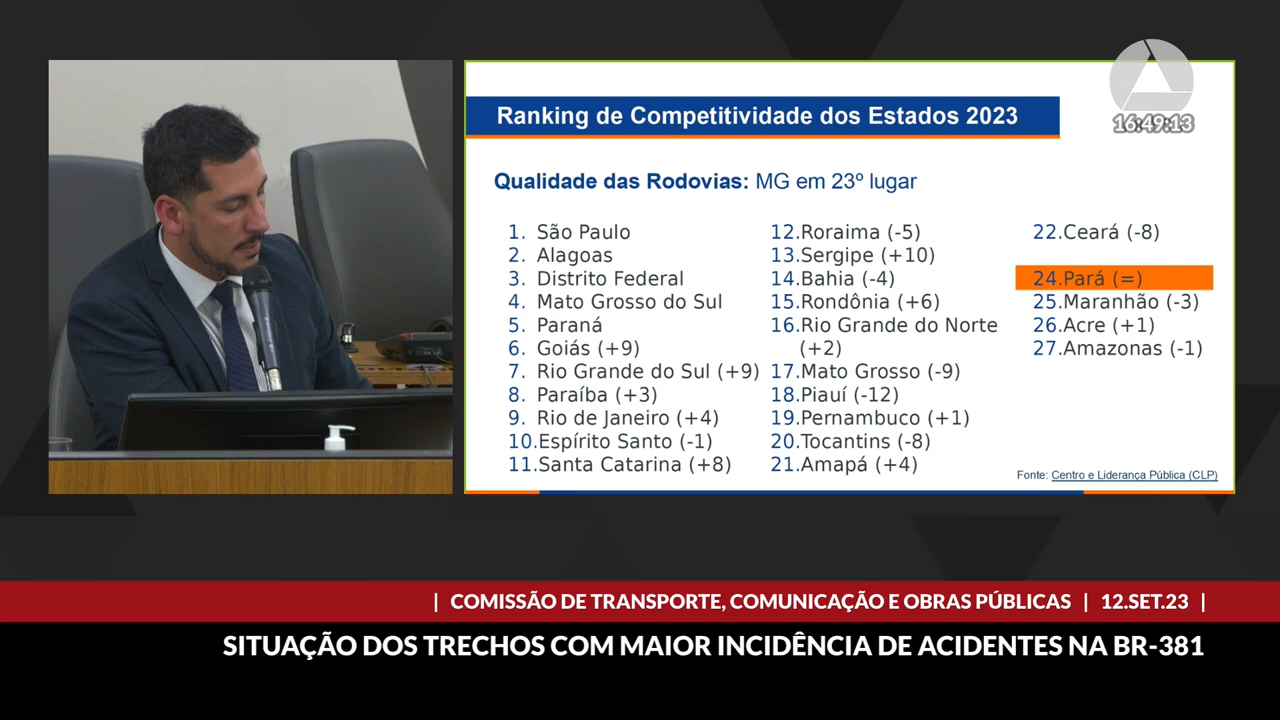 16:49:13
Ranking de Competitividade dos Estados 2023
Qualidade das Rodovias: MG em 23º lugar
1. São Paulo
2. Alagoas
3. Distrito Federal
4. Mato Grosso do Sul
5. Paraná
6. Goiás (+9)
7. Rio Grande do Sul (+9)
8. Paraíba (+3)
9. Rio de Janeiro (+4)
10.Espírito Santo (-1)
11.Santa Catarina (+8)
12.Roraima (-5)
13.Sergipe (+10)
14.Bahia (-4)
15.Rondônia (+6)
16.Rio Grande do Norte
(+2)
17.Mato Grosso (-9)
18.Piauí (-12)
19.Pernambuco (+1)
20.Tocantins (-8)
21.Amapá (+4)
22.Ceará (-8)
24.Pará (=)
25.Maranhão (-3)
26.Acre (+1)
27.Amazonas (-1)
Fonte: Centro e Liderança Pública (CLP)
| COMISSÃO DE TRANSPORTE, COMUNICAÇÃO E OBRAS PÚBLICAS | 12.SET.23 |
SITUAÇÃO DOS TRECHOS COM MAIOR INCIDÊNCIA DE ACIDENTES NA BR-381